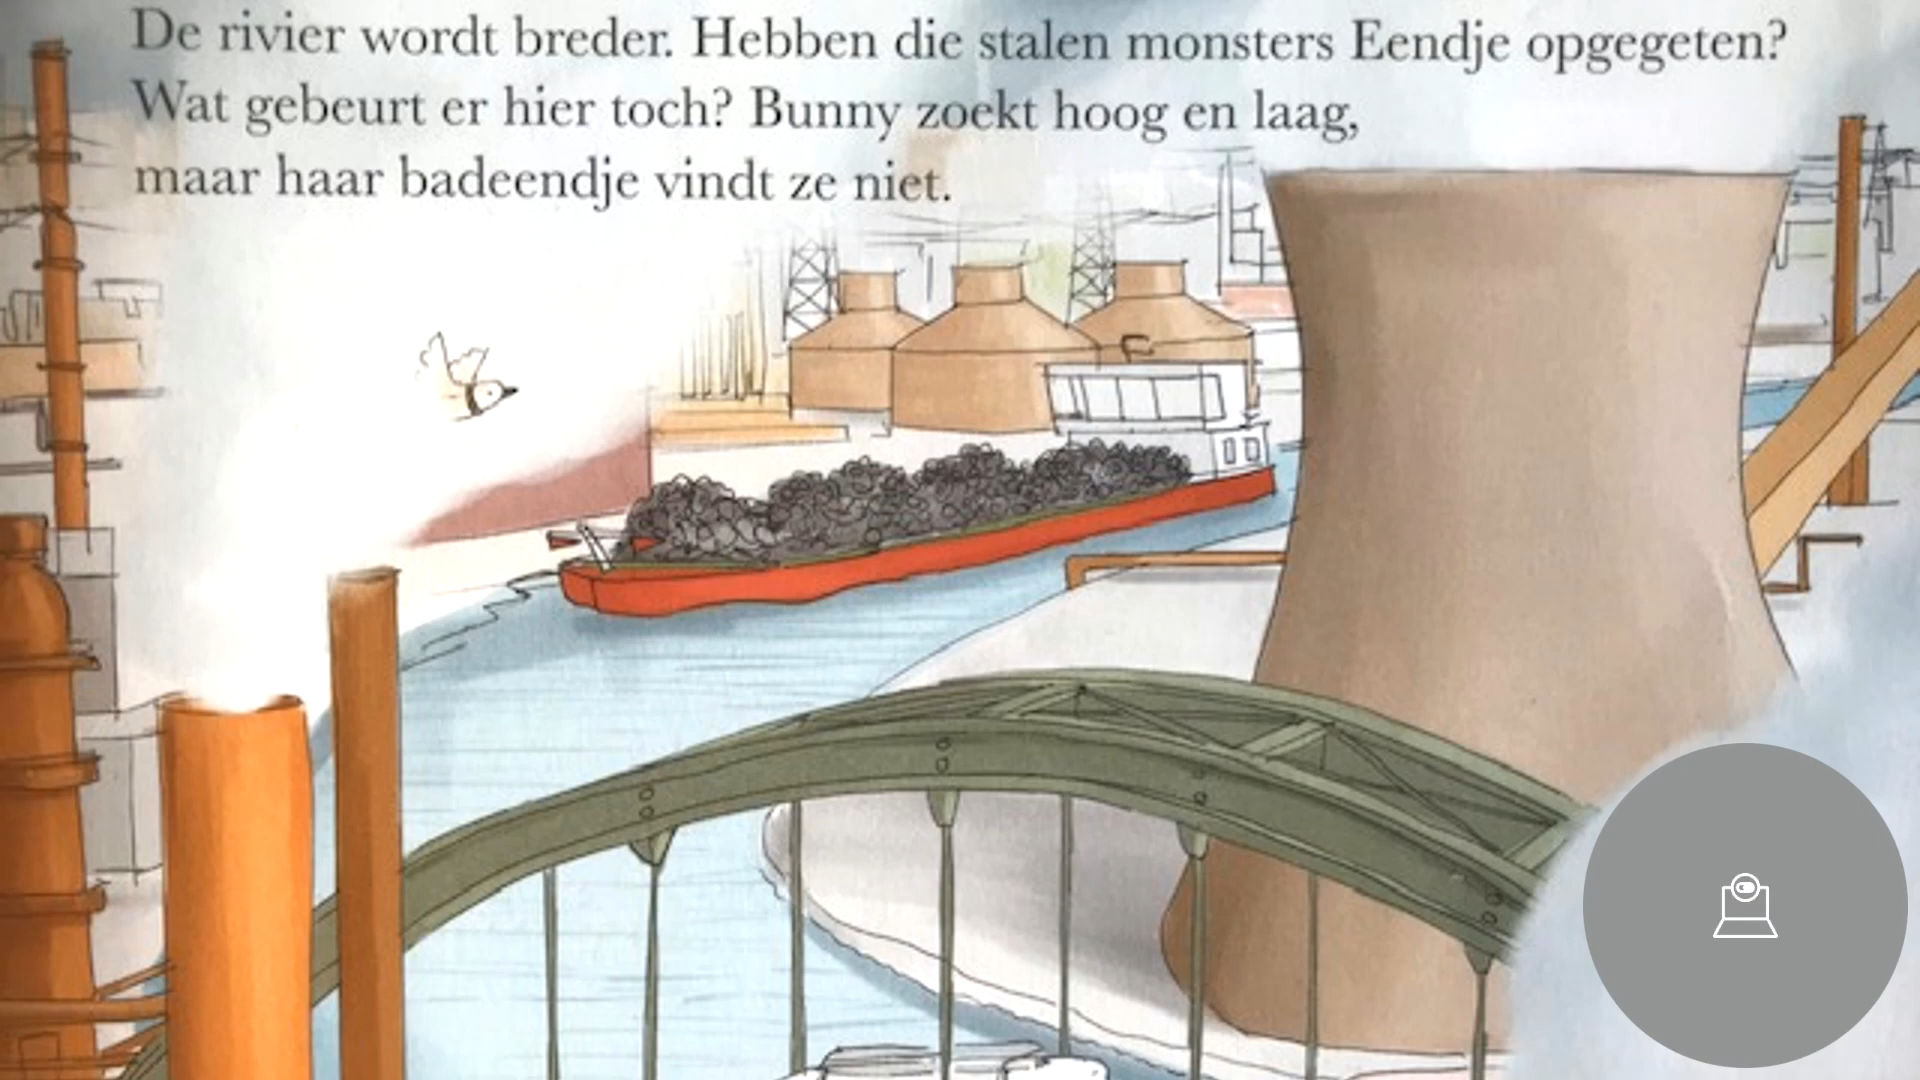 De rivier wordt breder. Hebben die stalen monsters Eendje opgegeten?
Wat gebeurt er hier toch? Bunny zoekt hoog en laag,
maar haar badeendje vindt ze niet.